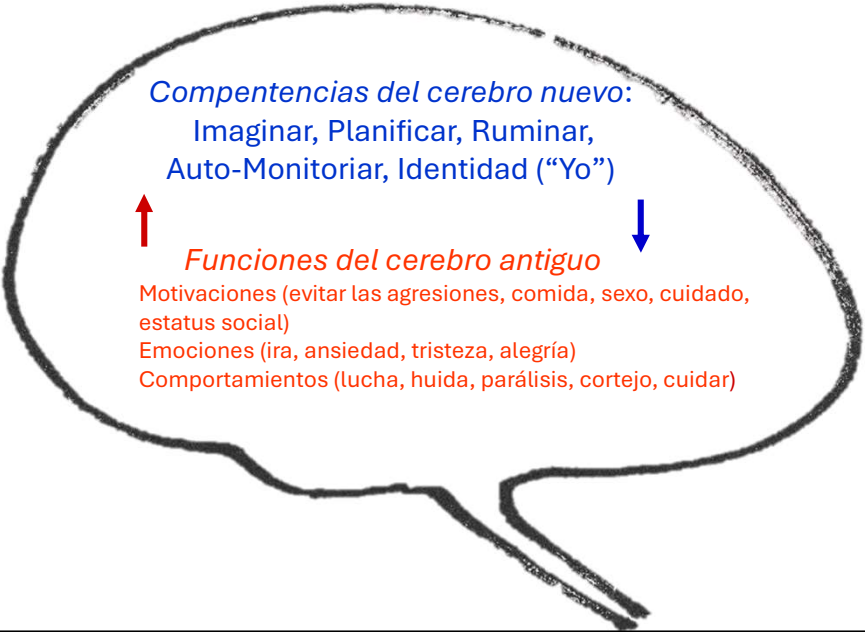 Compentencias del cerebro nuevo:
Imaginar, Planificar, Ruminar,
Auto-Monitoriar, Identidad (“Yo”)
Funciones del cerebro antiguo
Motivaciones (evitar las agresiones, comida, sexo, cuidado,
estatus social)
Emociones (ira, ansiedad, tristeza, alegría)
Comportamientos (lucha, huida, parálisis, cortejo, cuidar)